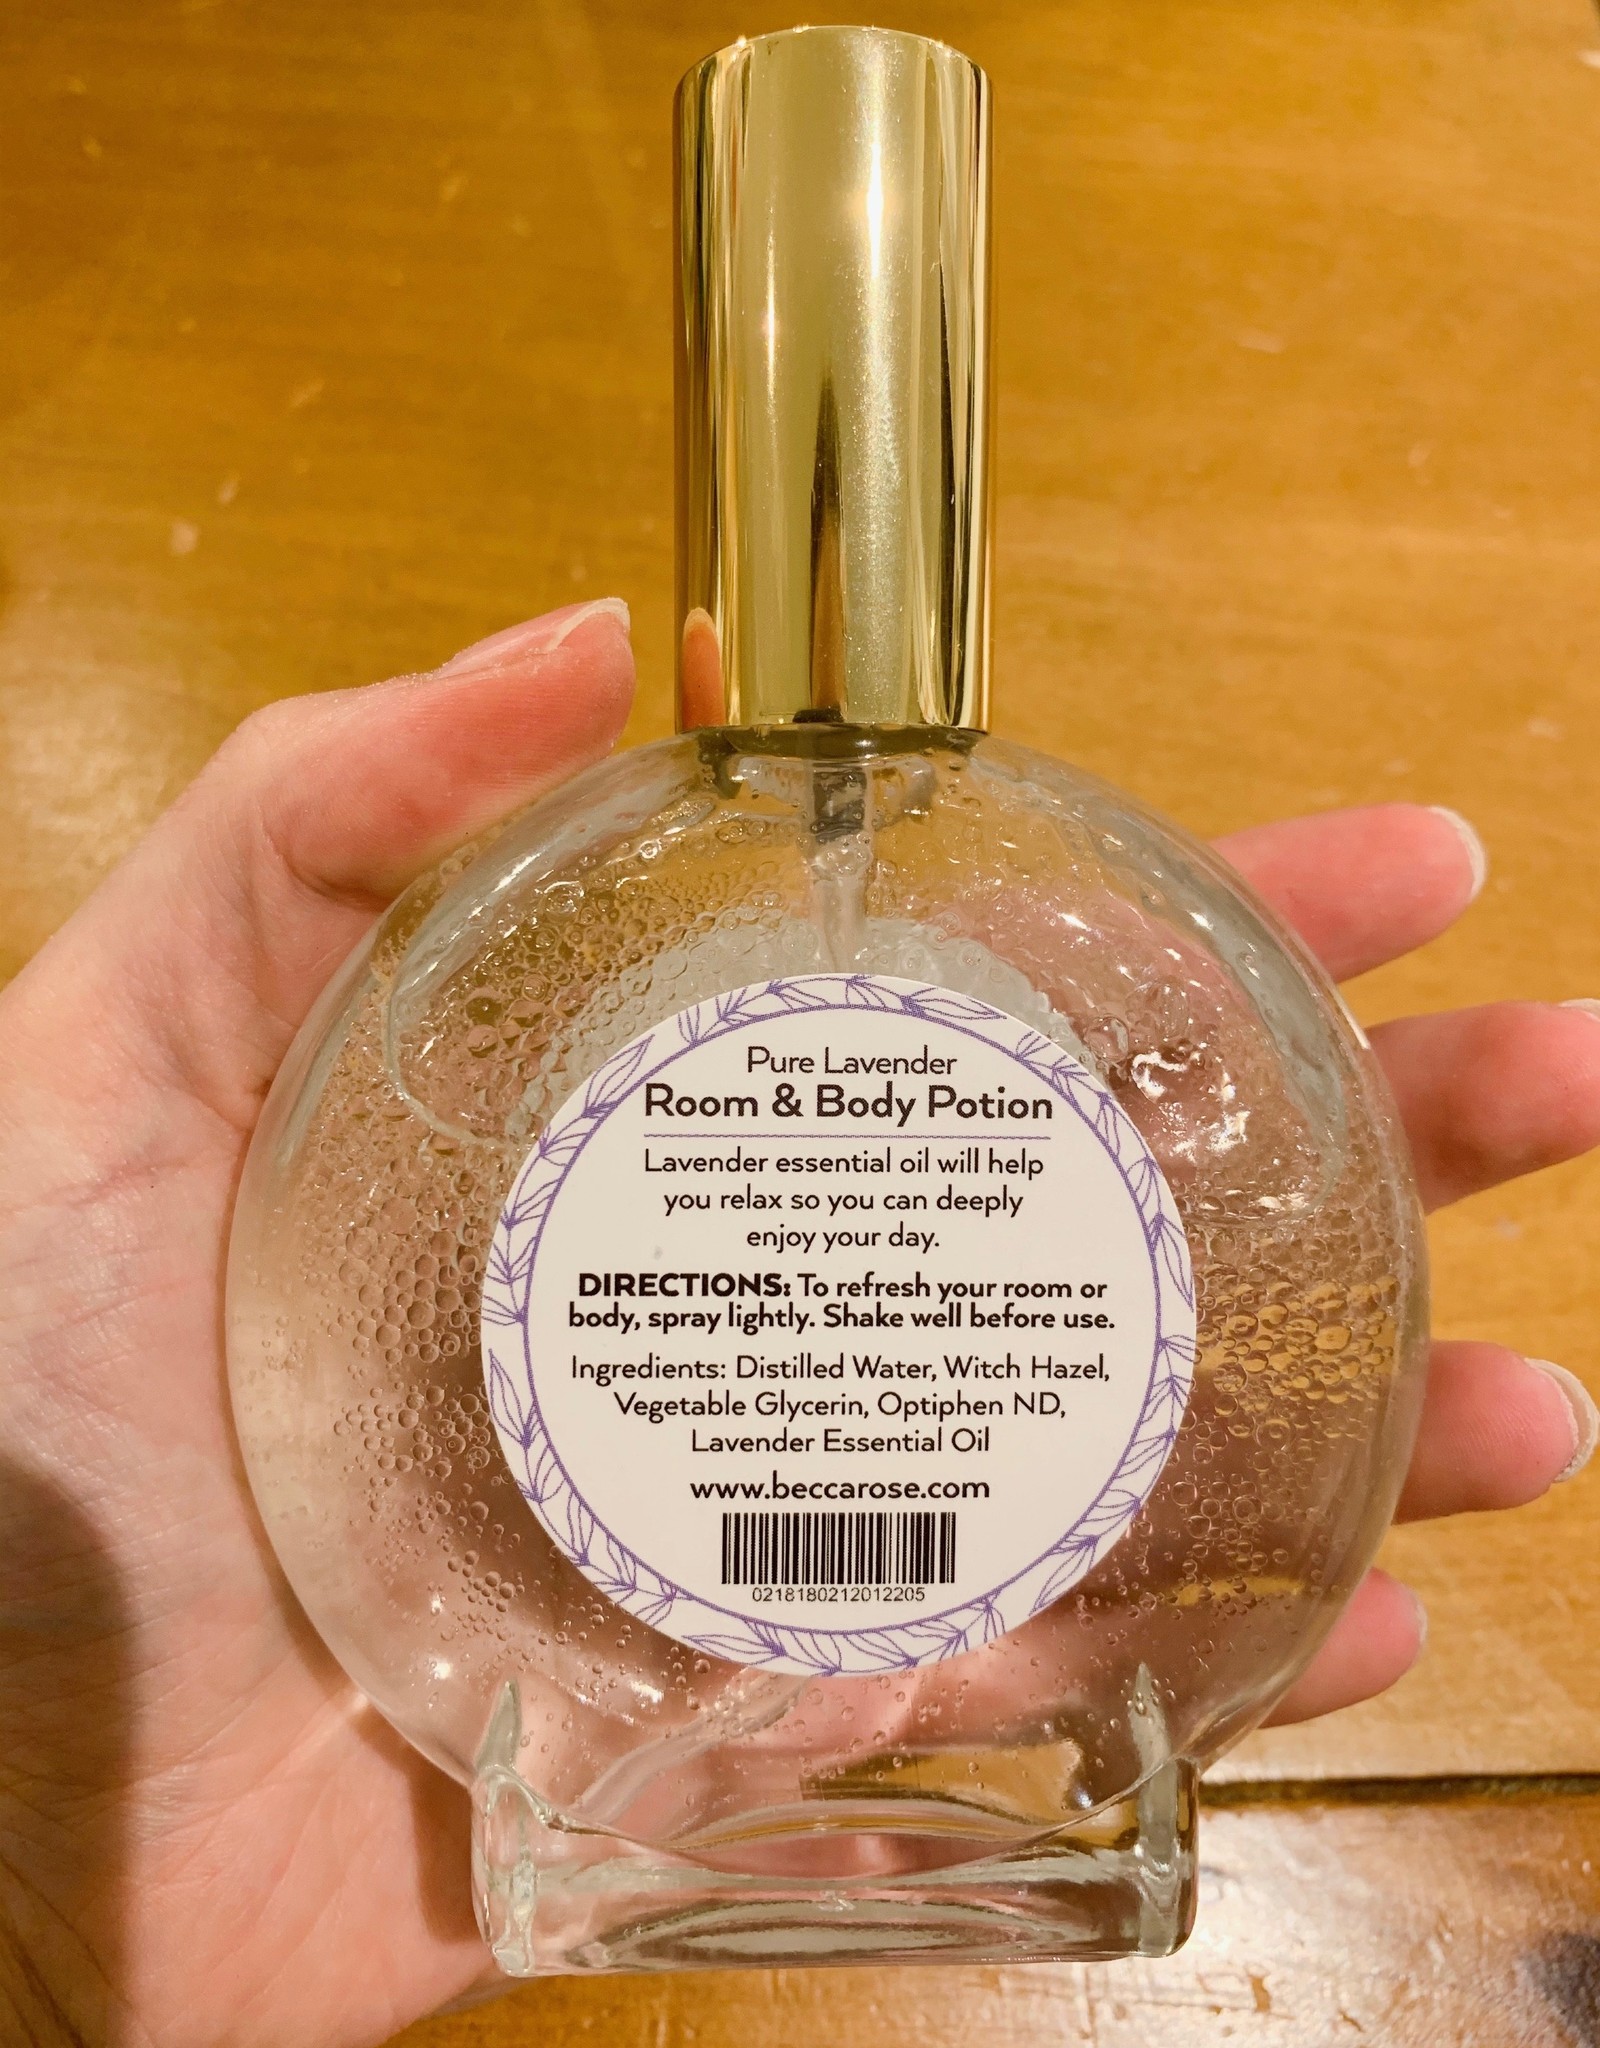 Pure Lavender
Room & Body Potion
Lavender essential oil will help
you relax so you can deeply
enjoy your day.
DIRECTIONS: To refresh your room or
body, spray lightly. Shake well before use.
Ingredients: Distilled Water, Witch Hazel,
Vegetable Glycerin, Optiphen ND,
Lavender Essential Oil
www.beccarose.com
0218180212012205